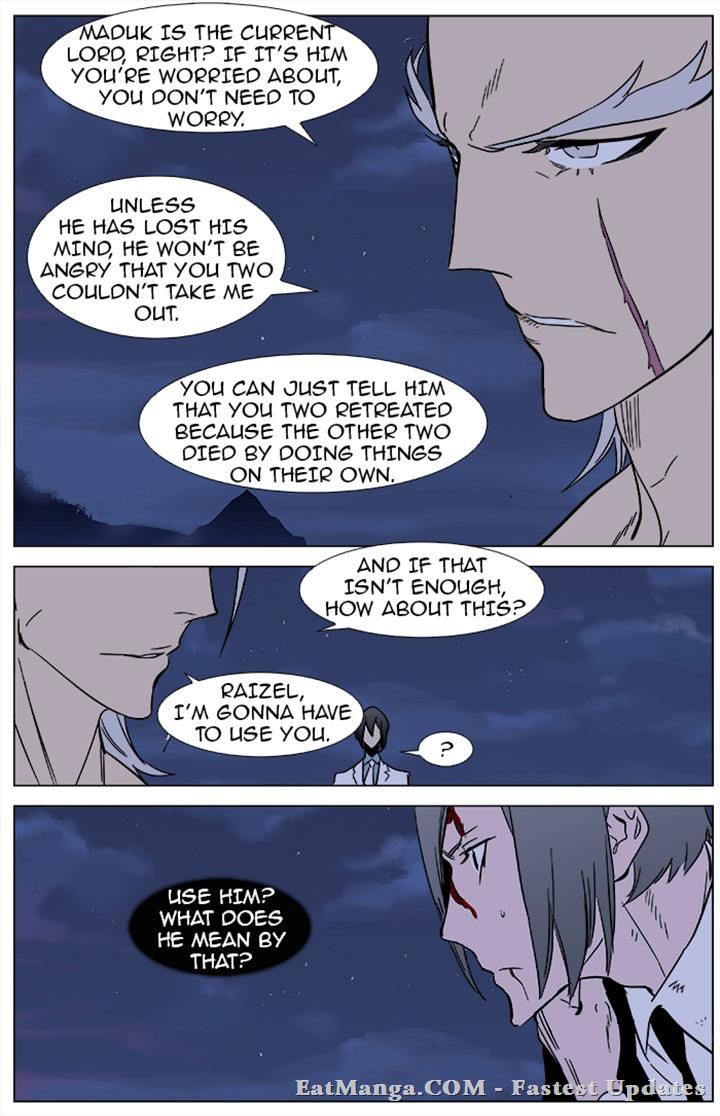 MADUK IS THE CURRENT
LORD, RIGHT? IF IT'S HIM
YOU'RE WORRIED ABOUT,
YOU DON'T NEED TO
WORRY.
UNLESS
HE HAS LOST HIS
MIND, HE WON'T BE
ANGRY THAT YOU TWO
COULDN'T TAKE ME
OUT.
YOU CAN JUST TELL HIM
THAT YOU TWO RETREATED
BECAUSE THE OTHER TWO
DIED BY DOING THINGS
ON THEIR OWN.
AND IF THAT
ISN'T ENOUGH,
HOW ABOUT THIS?
RAIZEL,
I'M GONNA HAVE
TO USE YOU.
?
USE HIM?
WHAT DOES
HE MEAN BY
THAT?
EatManga.COM - Fastest Updates